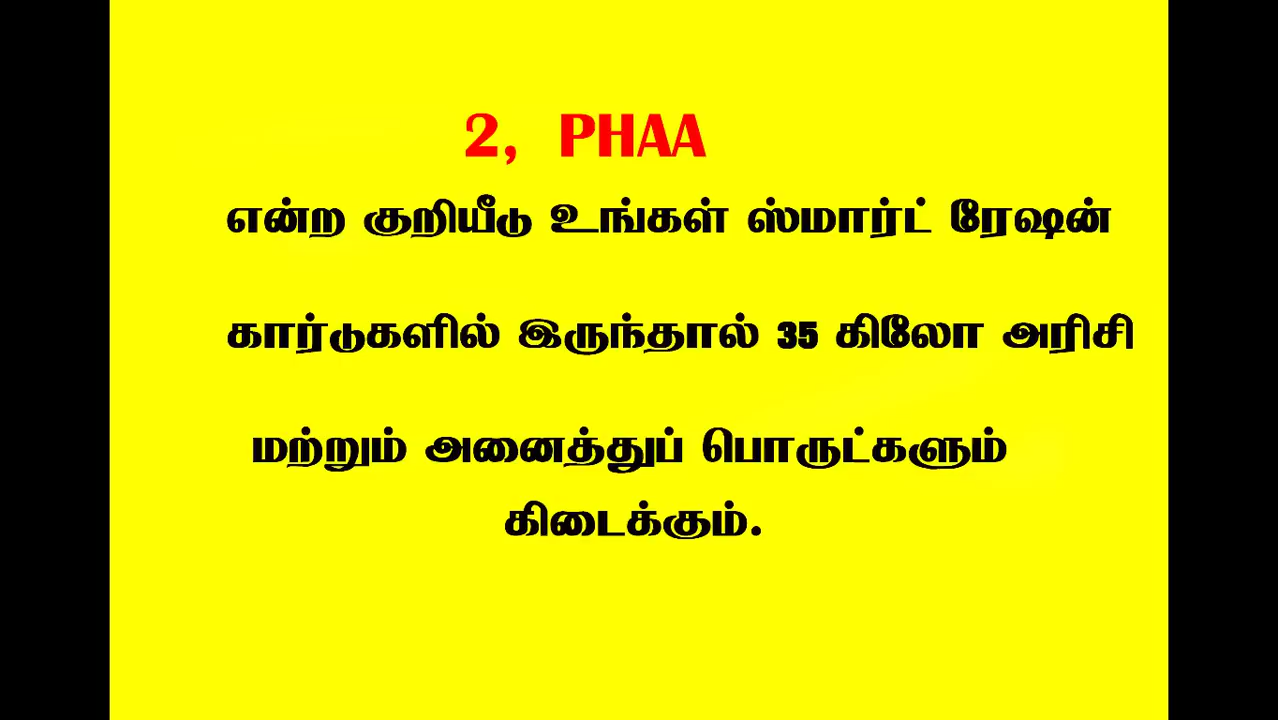 2, PHAA
என்ற குறியீடு உங்கள் ஸ்மார்ட் ரேஷன்
கார்டுகளில் இருந்தால் 35 கிலோ அரிசி
மற்றும் அனைத்துப் பொருட்களும்
கிடைக்கும்.